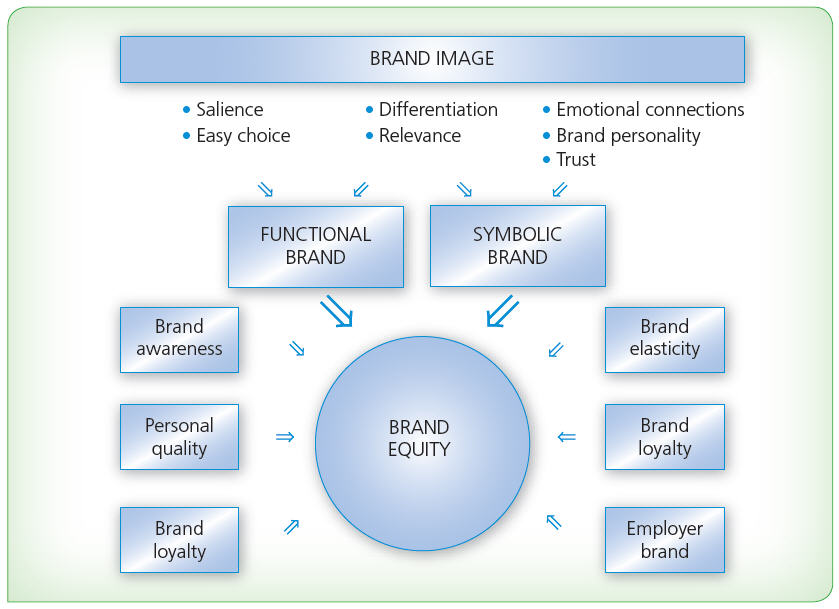 BRAND IMAGE
• Salience
• Easy choice
• Differentiation
• Relevance
• Emotional connections
• Brand personality
• Trust
FUNCTIONAL
BRAND
SYMBOLIC
BRAND
Brand
awareness
Personal
quality
Brand
loyalty
BRAND
EQUITY
Brand
elasticity
Brand
loyalty
Employer
brand